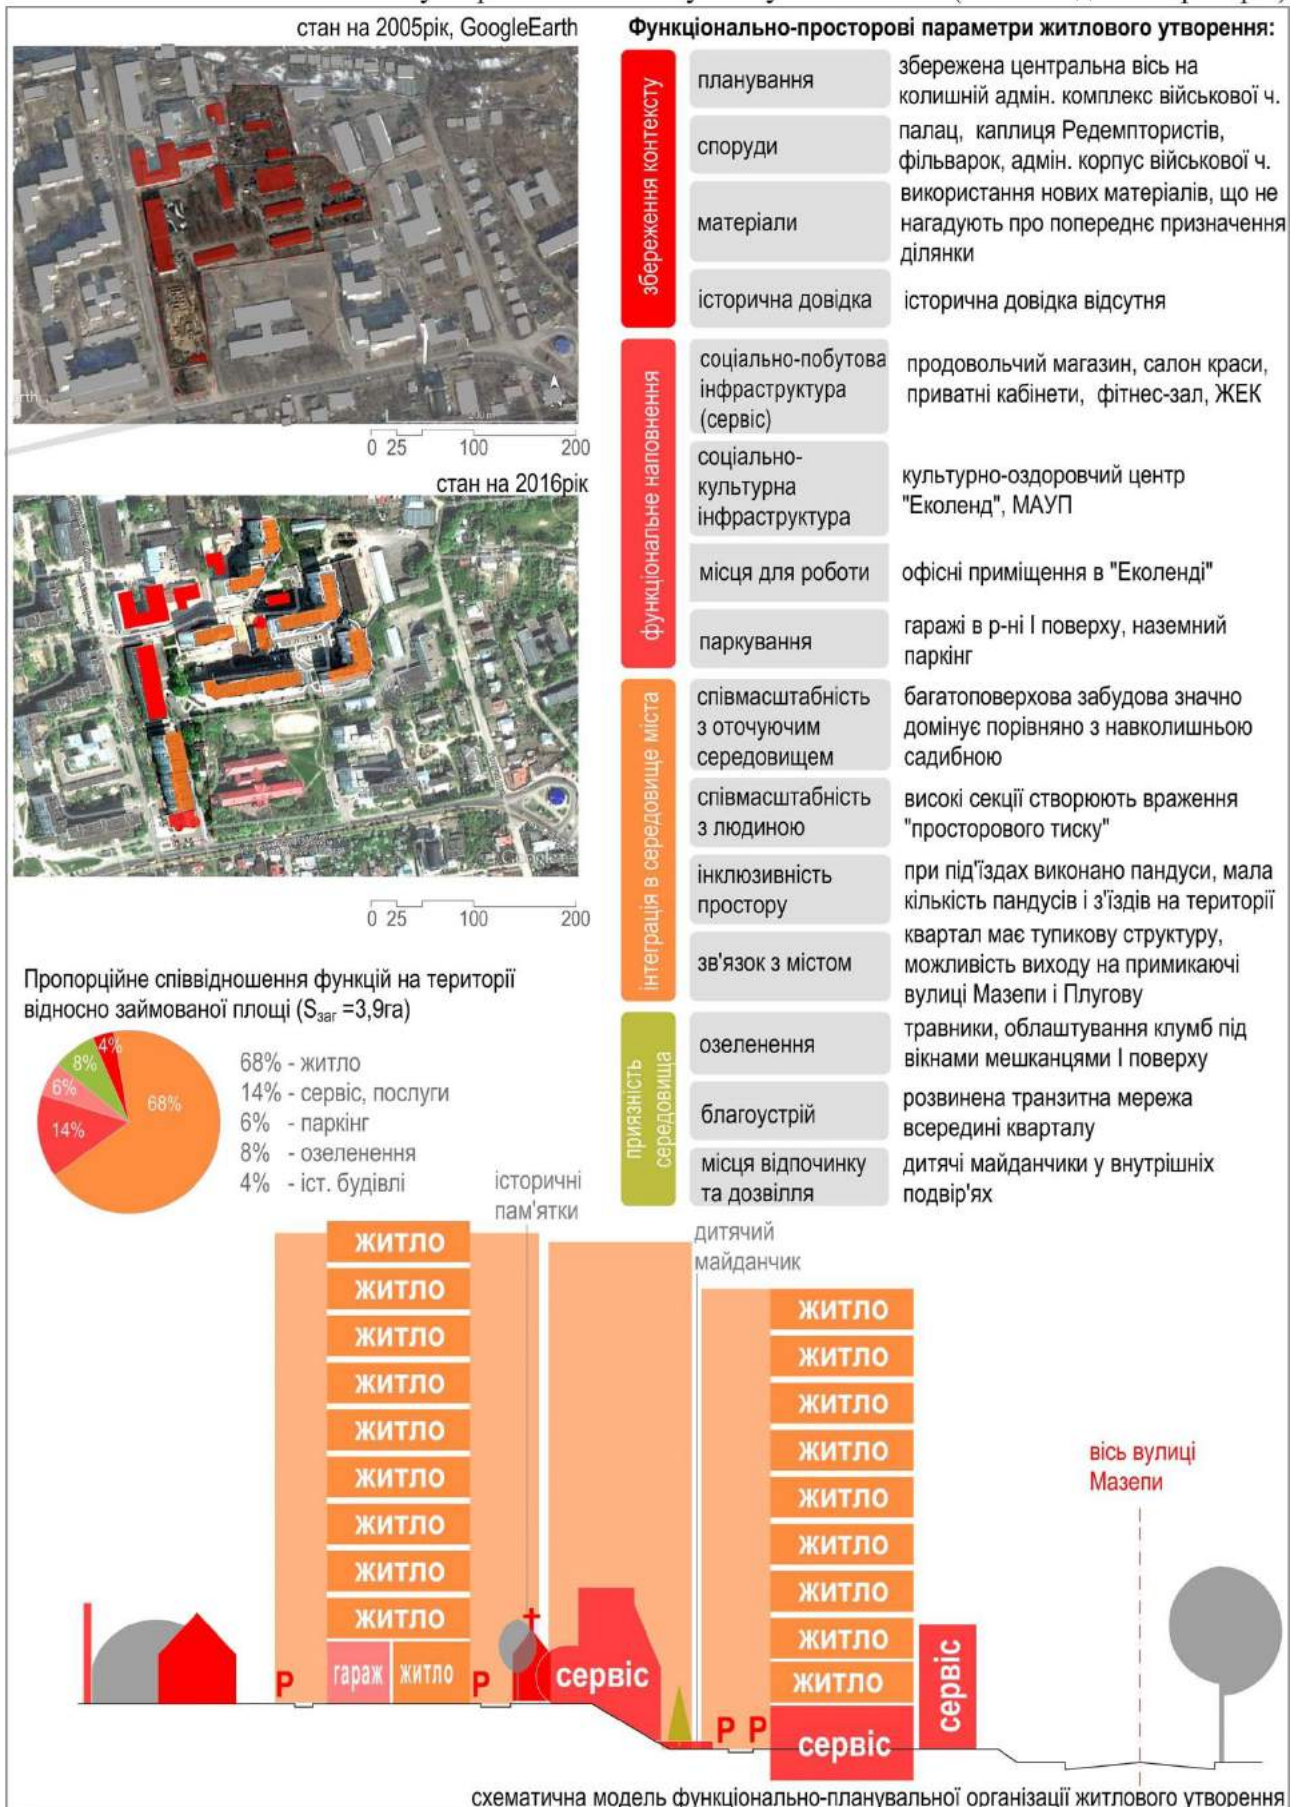 стан на 2005рік, GoogleEarth
0 25 100 200
стан на 2016рік
0 25 100 200
Функціонально-просторові параметри житлового утворення:
збереження контексту
планування
збережена центральна вісь на
колишній адмін. комплекс військової ч.
споруди
палац, каплиця Редемптористів,
фільварок, адмін. корпус військової ч.
матеріали
використання нових матеріалів, що не
нагадують про попереднє призначення
ділянки
історична довідка
історична довідка відсутня
функціональне наповнення
соціально-побутова
інфраструктура
(сервіс)
продовольчий магазин, салон краси,
приватні кабінети, фітнес-зал, ЖЕК
соціально-
культурна
інфраструктура
культурно-оздоровчий центр
"Еколенд", МАУП
місця для роботи
офісні приміщення в "Еколенді"
паркування
гаражі в р-ні І поверху, наземний
паркінг
інтеграція в середовище міста
співмасштабність
з оточуючим
середовищем
багатоповерхова забудова значно
домінує порівняно з навколишньою
садибною
співмасштабність
з людиною
високі секції створюють враження
"просторового тиску"
інклюзивність
простору
при під'їздах виконано пандуси, мала
кількість пандусів і з'їздів на території
зв'язок з містом
квартал має тупикову структуру,
можливість виходу на примикаючі
вулиці Мазепи і Плугову
приязність
середовища
озеленення
травники, облаштування клумб під
вікнами мешканцями І поверху
благоустрій
розвинена транзитна мережа
всередині кварталу
місця відпочинку
та дозвілля
дитячі майданчики у внутрішніх
подвір'ях
Пропорційне співвідношення функцій на території
відносно займованої площі (Sзаг =3,9га)
4%
8%
6%
14%
68%
68% - житло
14% - сервіс, послуги
6% - паркінг
8% - озеленення
4% - іст. будівлі
історичні
пам'ятки
дитячий
майданчик
житло
житло
житло
житло
житло
житло
житло
житло
житло
P
гараж
житло
P
сервіс
P P
житло
житло
житло
житло
житло
житло
житло
житло
житло
сервіс
сервіс
вісь вулиці
Мазепи
схематична модель функціонально-планувальної організації житлового утворення